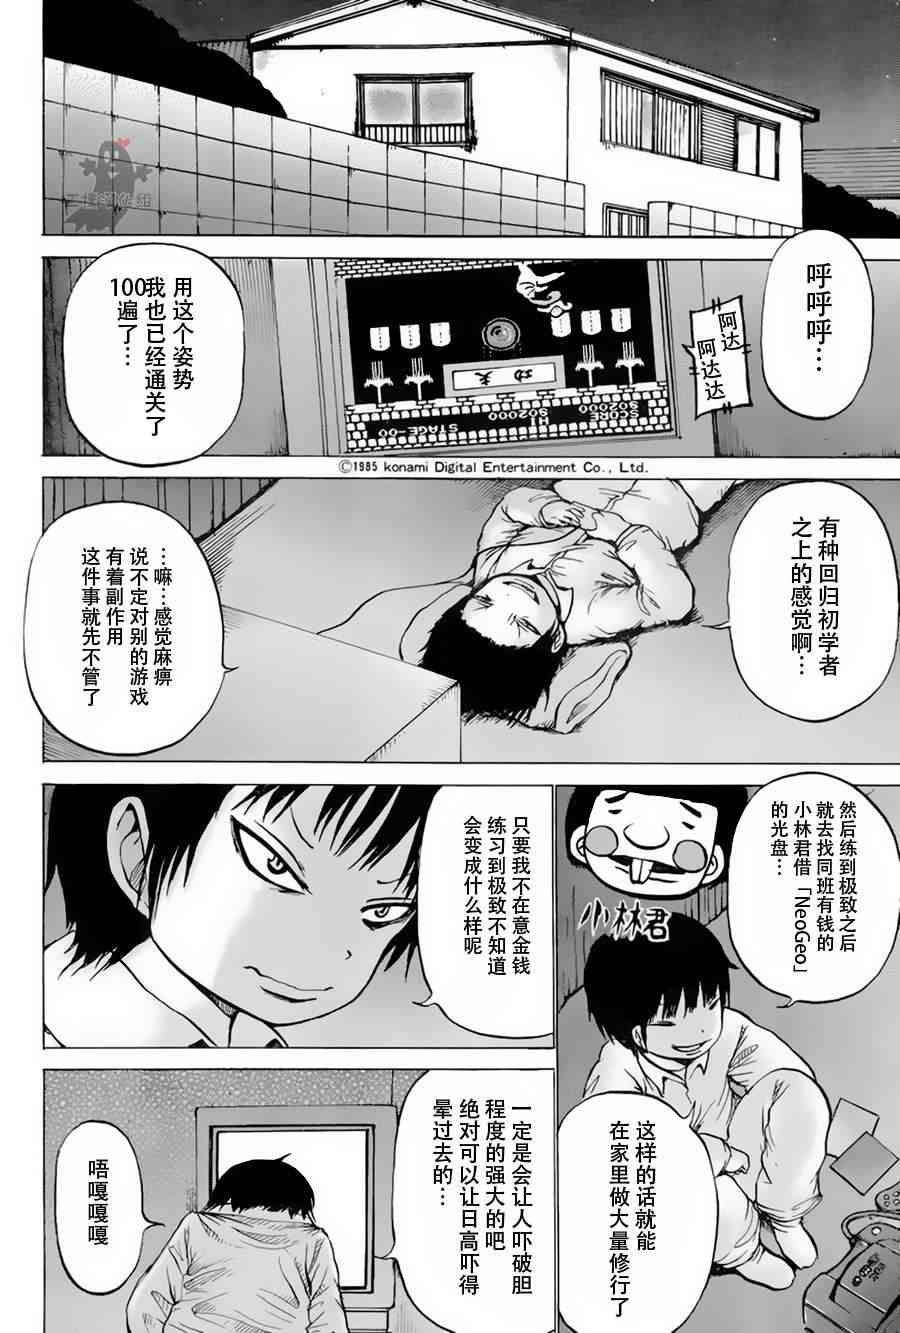 呼呼呼…
阿达
阿达达
用这个姿势
我也已经通关了
100遍了…
功夫
SCORE
S02000
HI
S02000
STAGE-00
©1985 konami Digital Entertainment Co., Ltd.
有种回归初学者
之上的感觉啊…
…嘛…感觉麻痹
说不定对别的游戏
有着副作用
这件事就先不管了
然后练到极致之后
就去找同班有钱的
小林君借「NeoGeo」
的光盘…
小林君
这样的话就能
在家里做大量修行了
只要我不在意金钱
练习到极致不知道
会变成什么样呢
一定是会让人吓破胆
程度的强大的吧
绝对可以让日高吓得
晕过去的…
唔嘎嘎嘎